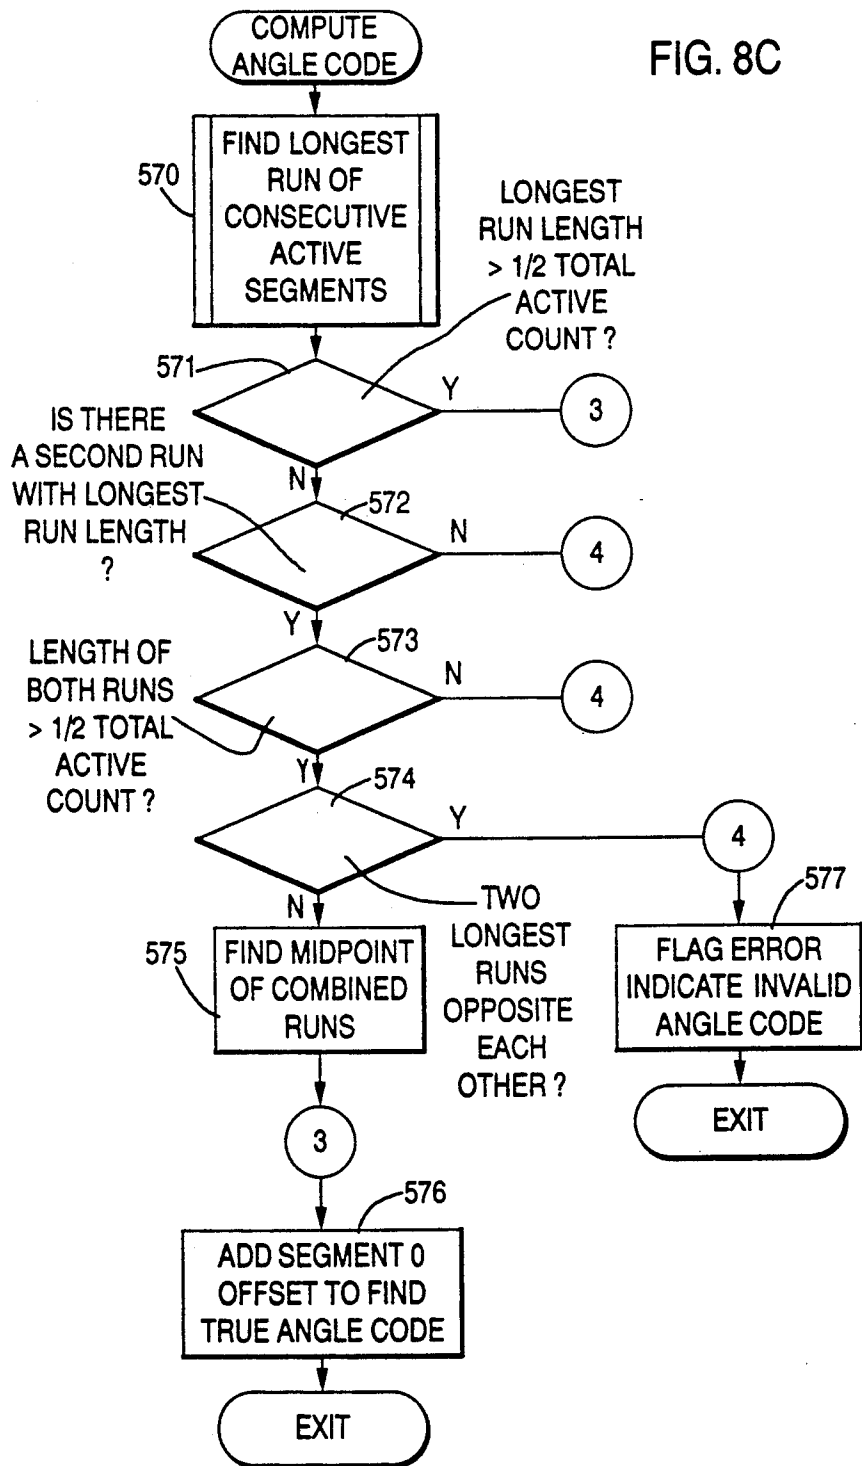 COMPUTE
ANGLE CODE
FIG. 8C
570
FIND LONGEST
RUN OF
CONSECUTIVE
ACTIVE
SEGMENTS
LONGEST
RUN LENGTH
> 1/2 TOTAL
ACTIVE
COUNT ?
571
Y
3
N
IS THERE
A SECOND RUN
WITH LONGEST
RUN LENGTH
?
572
N
4
Y
573
LENGTH OF
BOTH RUNS
> 1/2 TOTAL
ACTIVE
COUNT ?
N
4
Y
574
Y
4
N
TWO
LONGEST
RUNS
OPPOSITE
EACH
OTHER ?
575
FIND MIDPOINT
OF COMBINED
RUNS
577
FLAG ERROR
INDICATE INVALID
ANGLE CODE
EXIT
3
576
ADD SEGMENT 0
OFFSET TO FIND
TRUE ANGLE CODE
EXIT